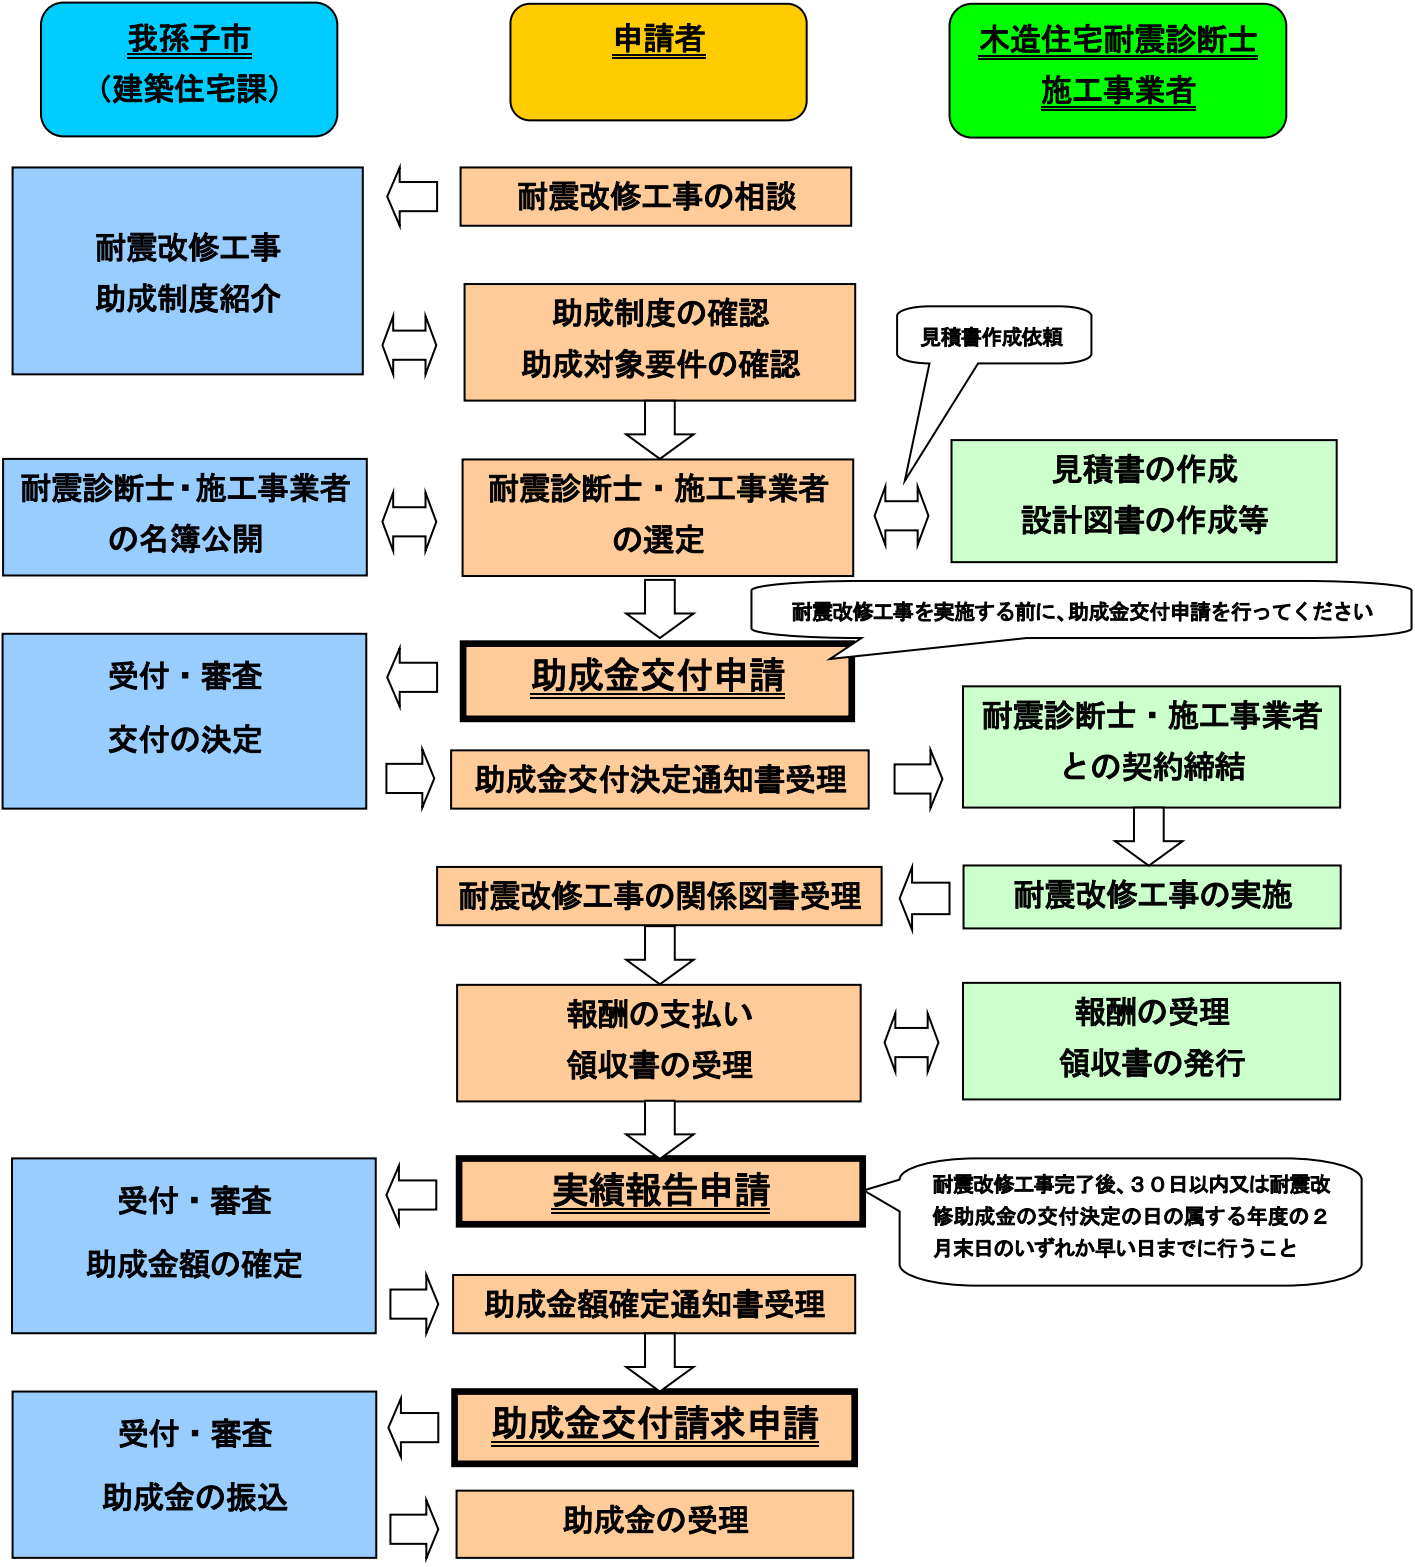 我孫子市
（建築住宅課）
申請者
木造住宅耐震診断士
施工事業者
耐震改修工事の相談
耐震改修工事
助成制度紹介
助成制度の確認
助成対象要件の確認
見積書作成依頼
耐震診断士・施工事業者
の名簿公開
耐震診断士・施工事業者
の選定
見積書の作成
設計図書の作成等
耐震改修工事を実施する前に、助成金交付申請を行ってください
受付・審査
交付の決定
助成金交付申請
助成金交付決定通知書受理
耐震診断士・施工事業者
との契約締結
耐震改修工事の関係図書受理
耐震改修工事の実施
報酬の支払い
領収書の受理
報酬の受理
領収書の発行
受付・審査
助成金額の確定
実績報告申請
耐震改修工事完了後、３０日以内又は耐震改
修助成金の交付決定の日の属する年度の２
月末日のいずれか早い日までに行うこと
助成金額確定通知書受理
受付・審査
助成金の振込
助成金交付請求申請
助成金の受理